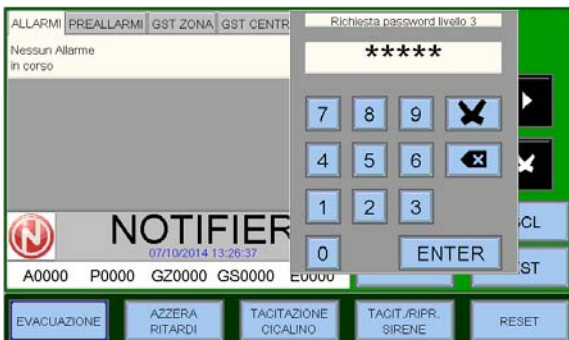 ALLARMI PREALLARMI GST ZONA GST CENTR
Nessun Allarme
in corso
Richiesta password livello 3
*****
7 8 9
4 5 6
1 2 3
0 ENTER
N NOTIFIER
07/10/2014 13:26:37
CL
A0000 P0000 GZ0000 GS0000 E0000
ST
EVACUAZIONE
AZZERA
RITARDI
TACITAZIONE
CICALINO
TACIT./RIPR.
SIRENE
RESET